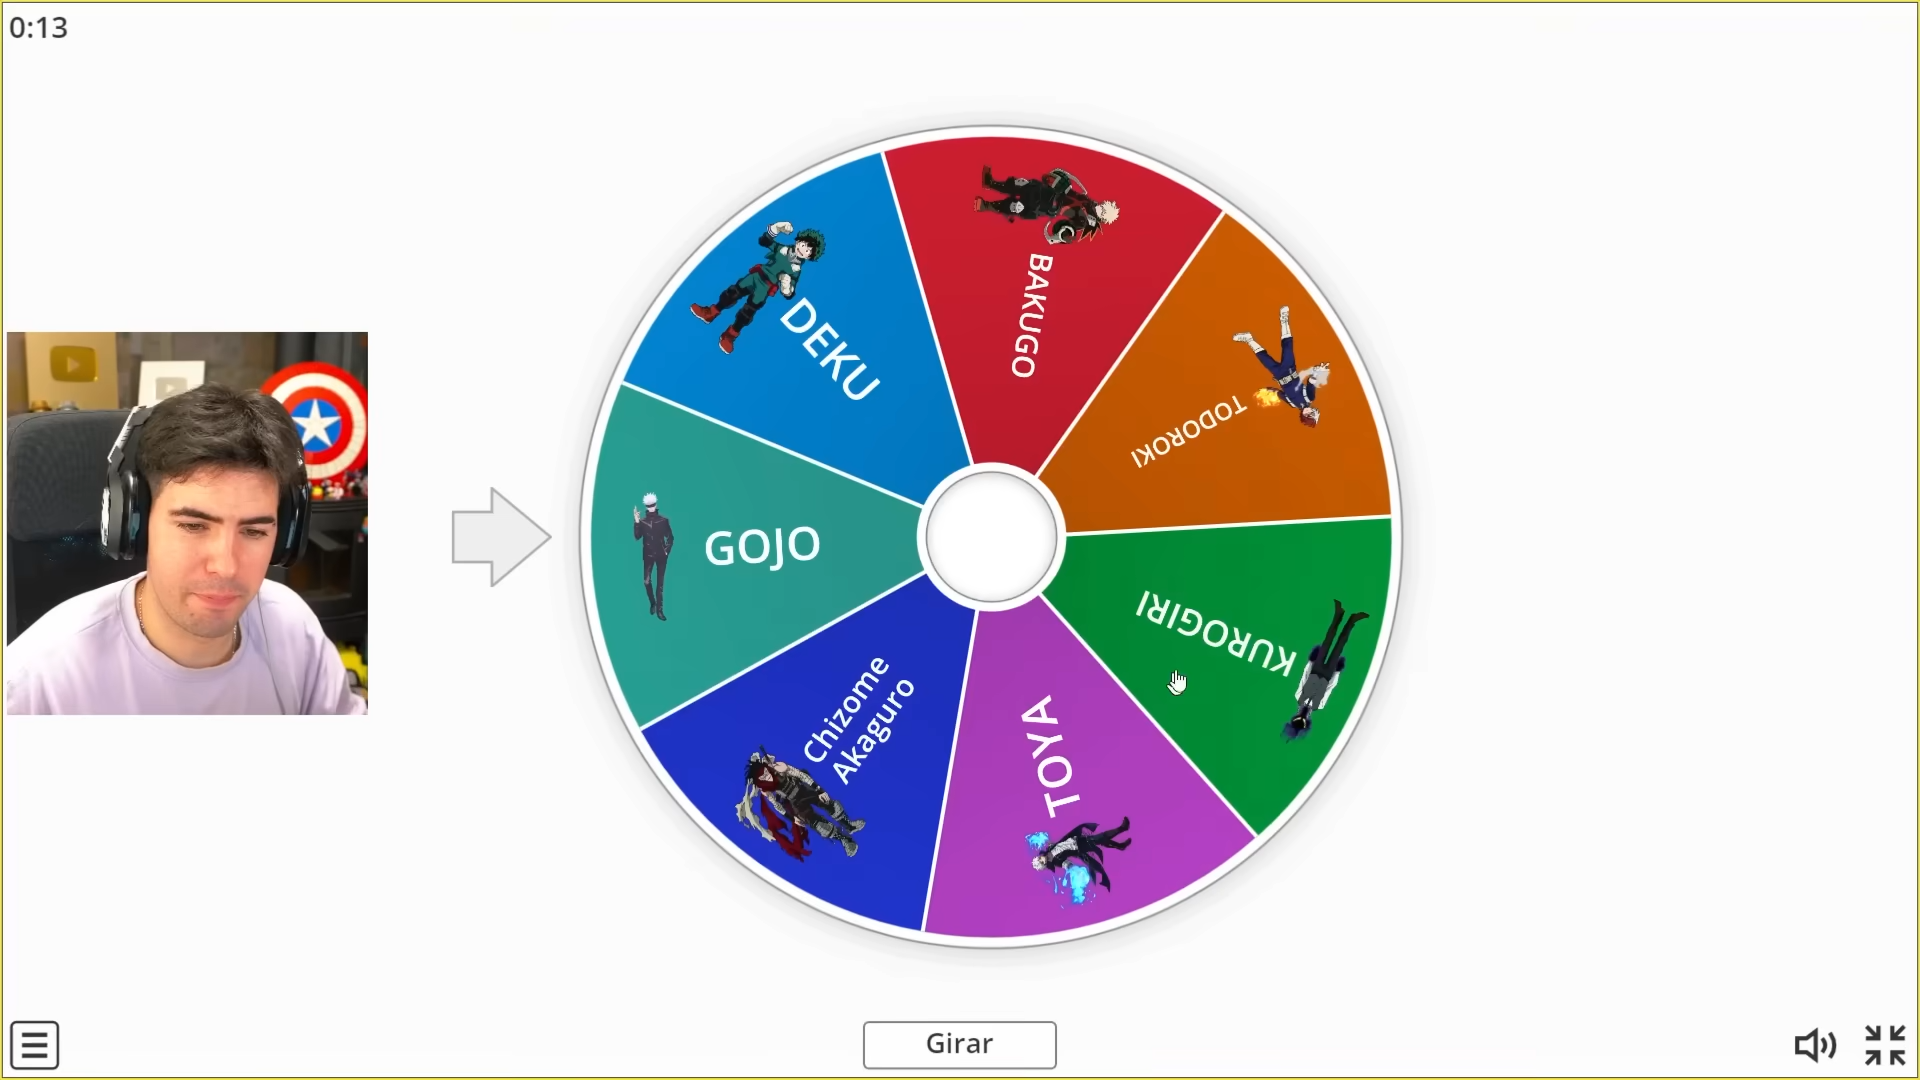 0:13
BAKUGO
DEKU
TODOROKI
GOJO
KUROGIRI
Chizome
Akaguro
TOYA
Girar